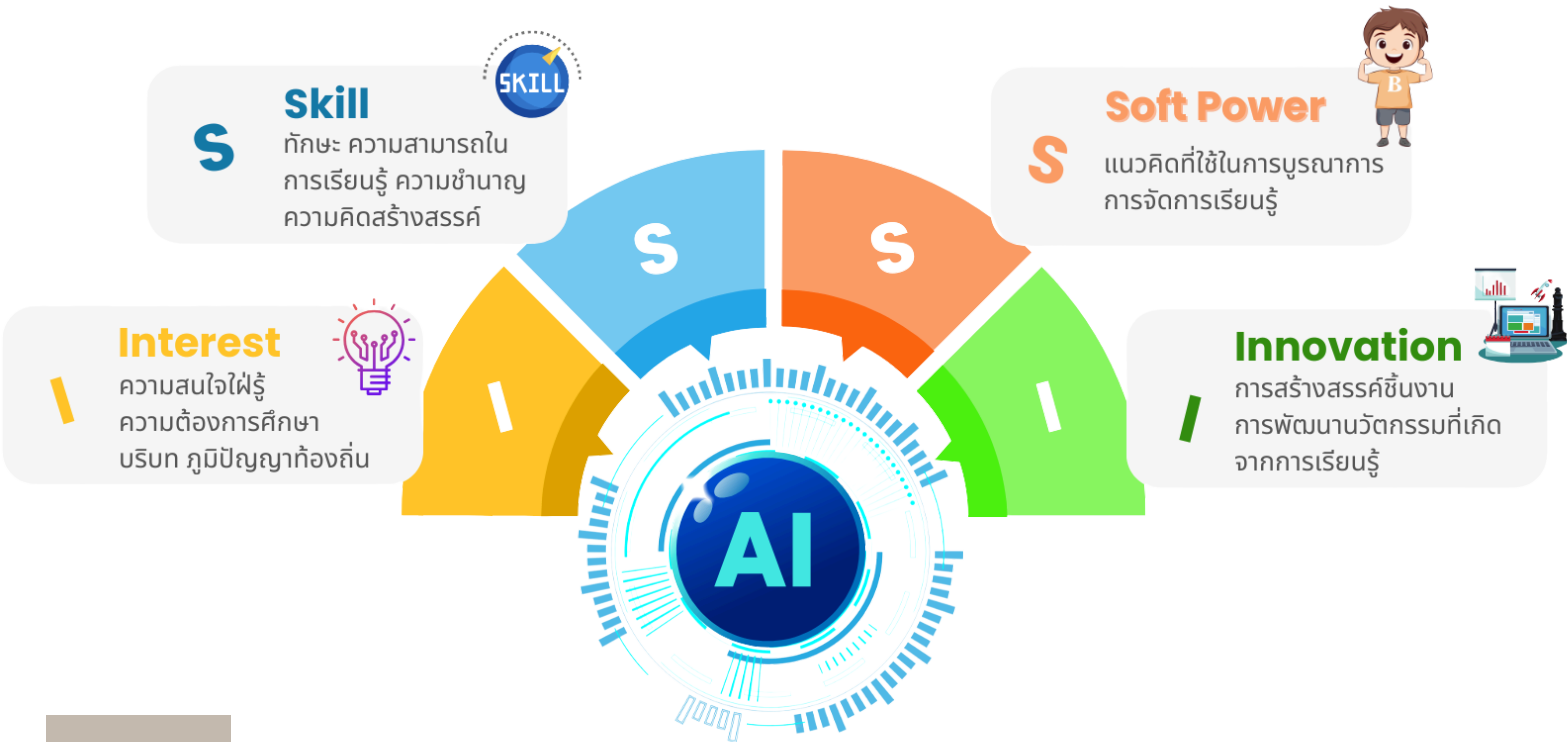 SKILL
S
Skill
ทักษะ ความสามารถใน
การเรียนรู้ ความชำนาญ
ความคิดสร้างสรรค์
B
S
Soft Power
แนวคิดที่ใช้ในการบูรณาการ
การจัดการเรียนรู้
S
S
I
Interest
ความสนใจใฝ่รู้
ความต้องการศึกษา
บริบท ภูมิปัญญาท้องถิ่น
I
I
I
Innovation
การสร้างสรรค์ชิ้นงาน
การพัฒนานวัตกรรมที่เกิด
จากการเรียนรู้
AI